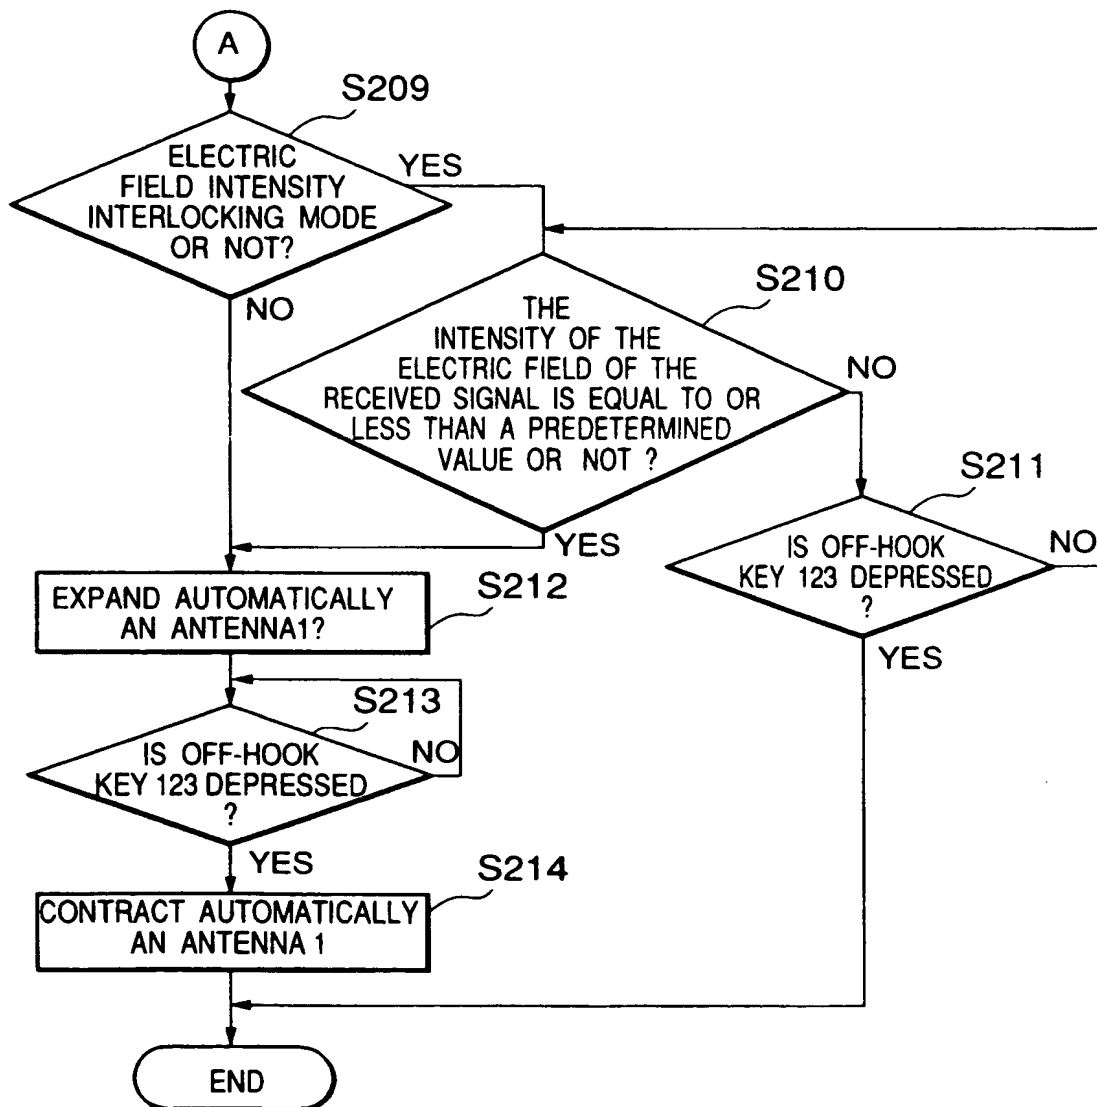 A
S209
ELECTRIC
FIELD INTENSITY
INTERLOCKING MODE
OR NOT?
YES
NO
S210
THE
INTENSITY OF THE
ELECTRIC FIELD OF THE
RECEIVED SIGNAL IS EQUAL TO OR
LESS THAN A PREDETERMINED
VALUE OR NOT ?
NO
YES
S211
IS OFF-HOOK
KEY 123 DEPRESSED
?
NO
YES
S212
EXPAND AUTOMATICALLY
AN ANTENNA1?
S213
IS OFF-HOOK
KEY 123 DEPRESSED
?
NO
YES
S214
CONTRACT AUTOMATICALLY
AN ANTENNA 1
END